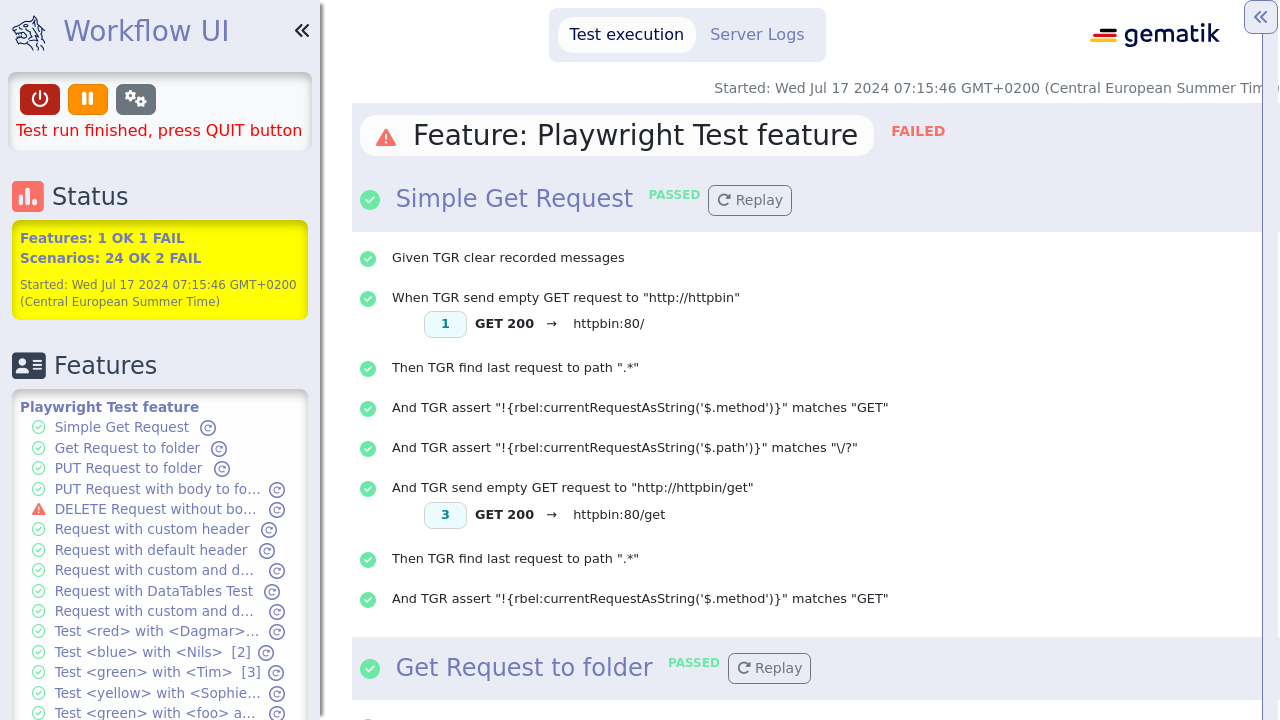 Workflow UI
Test run finished, press QUIT button
Status
Features: 1 OK 1 FAIL
Scenarios: 24 OK 2 FAIL
Started: Wed Jul 17 2024 07:15:46 GMT+0200
(Central European Summer Time)
Features
Playwright Test feature
Simple Get Request
Get Request to folder
PUT Request to folder
PUT Request with body to fo...
DELETE Request without bo...
Request with custom header
Request with default header
Request with custom and d...
Request with DataTables Test
Request with custom and d...
Test <red> with <Dagmar>...
Test <blue> with <Nils> [2]
Test <green> with <Tim> [3]
Test <yellow> with <Sophie...
Test <green> with <foo> a...
Test execution
Server Logs
gematik
Started: Wed Jul 17 2024 07:15:46 GMT+0200 (Central European Summer Tim
Feature: Playwright Test feature FAILED
Simple Get Request PASSED Replay
Given TGR clear recorded messages
When TGR send empty GET request to "http://httpbin"
1 GET 200 → httpbin:80/
Then TGR find last request to path ".*"
And TGR assert "!{rbel:currentRequestAsString('$.method')}" matches "GET"
And TGR assert "!{rbel:currentRequestAsString('$.path')}" matches "\/?"
And TGR send empty GET request to "http://httpbin/get"
3 GET 200 → httpbin:80/get
Then TGR find last request to path ".*"
And TGR assert "!{rbel:currentRequestAsString('$.method')}" matches "GET"
Get Request to folder PASSED Replay